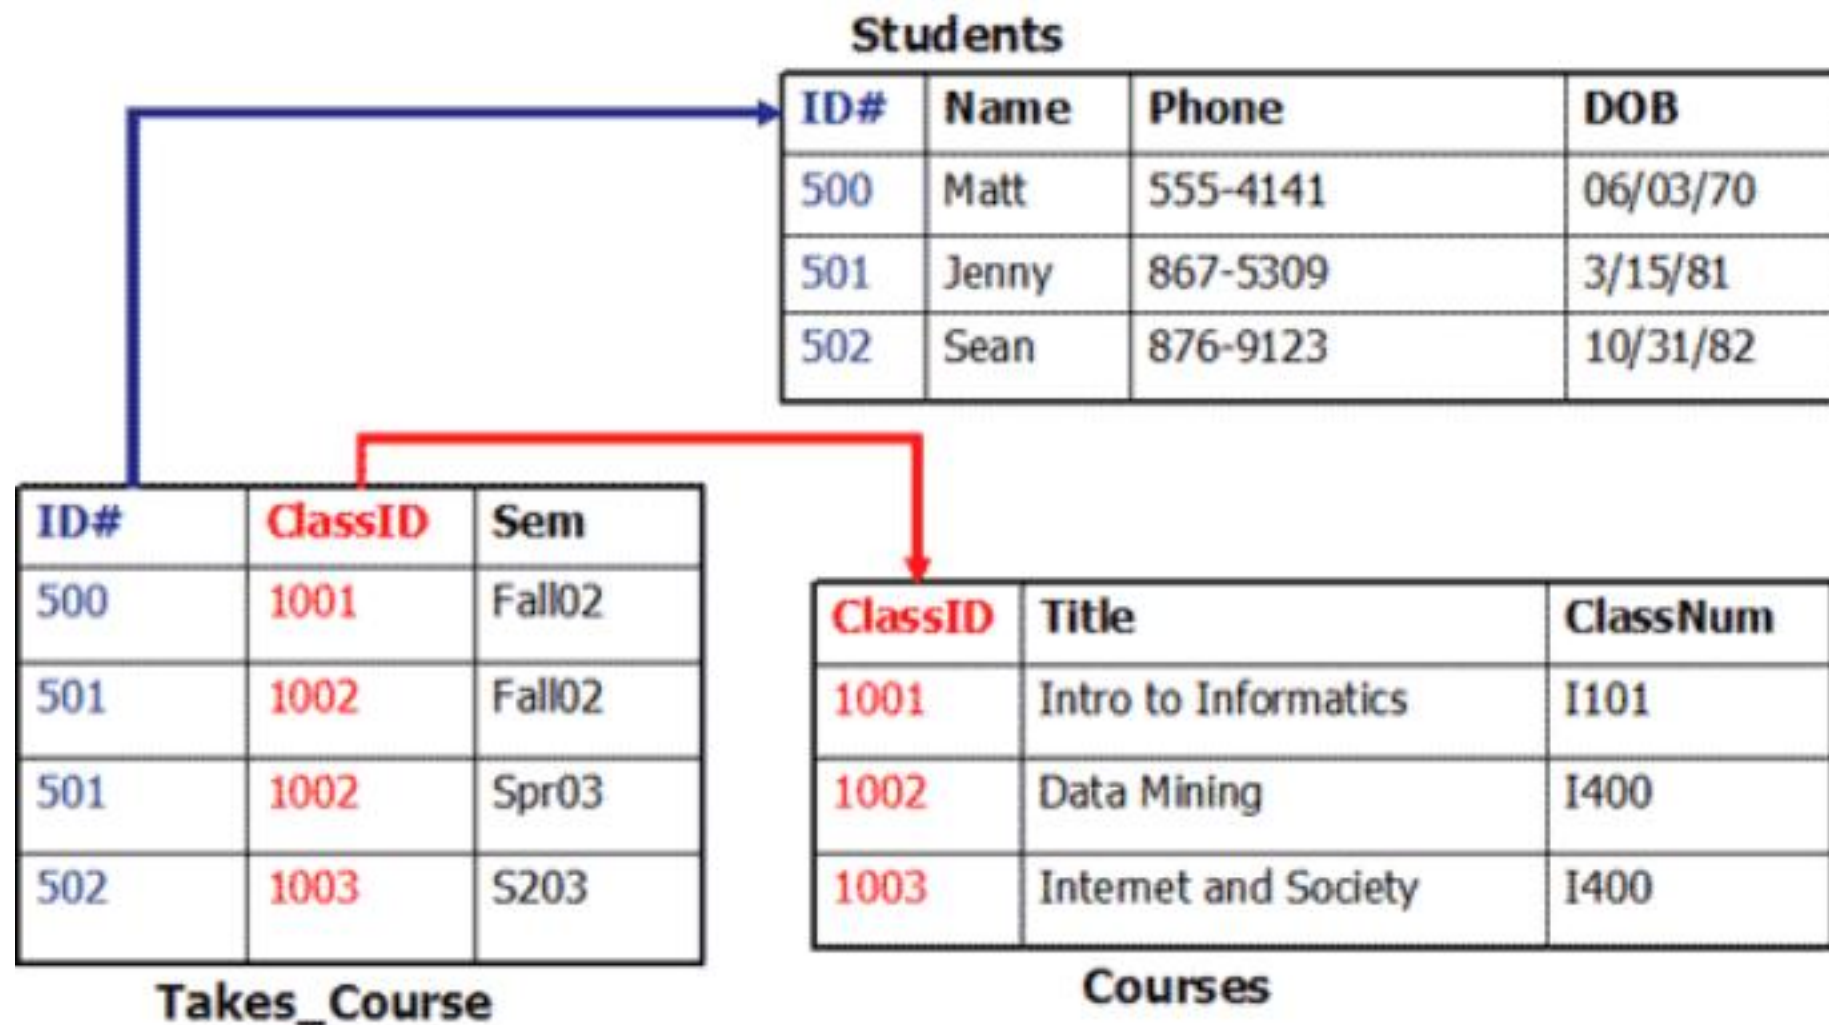 Students
ID# Name Phone DOB
500 Matt 555-4141 06/03/70
501 Jenny 867-5309 3/15/81
502 Sean 876-9123 10/31/82
ID# ClassID Sem
500 1001 Fall02
501 1002 Fall02
501 1002 Spr03
502 1003 S203
Takes_Course
ClassID Title ClassNum
1001 Intro to Informatics I101
1002 Data Mining I400
1003 Internet and Society I400
Courses